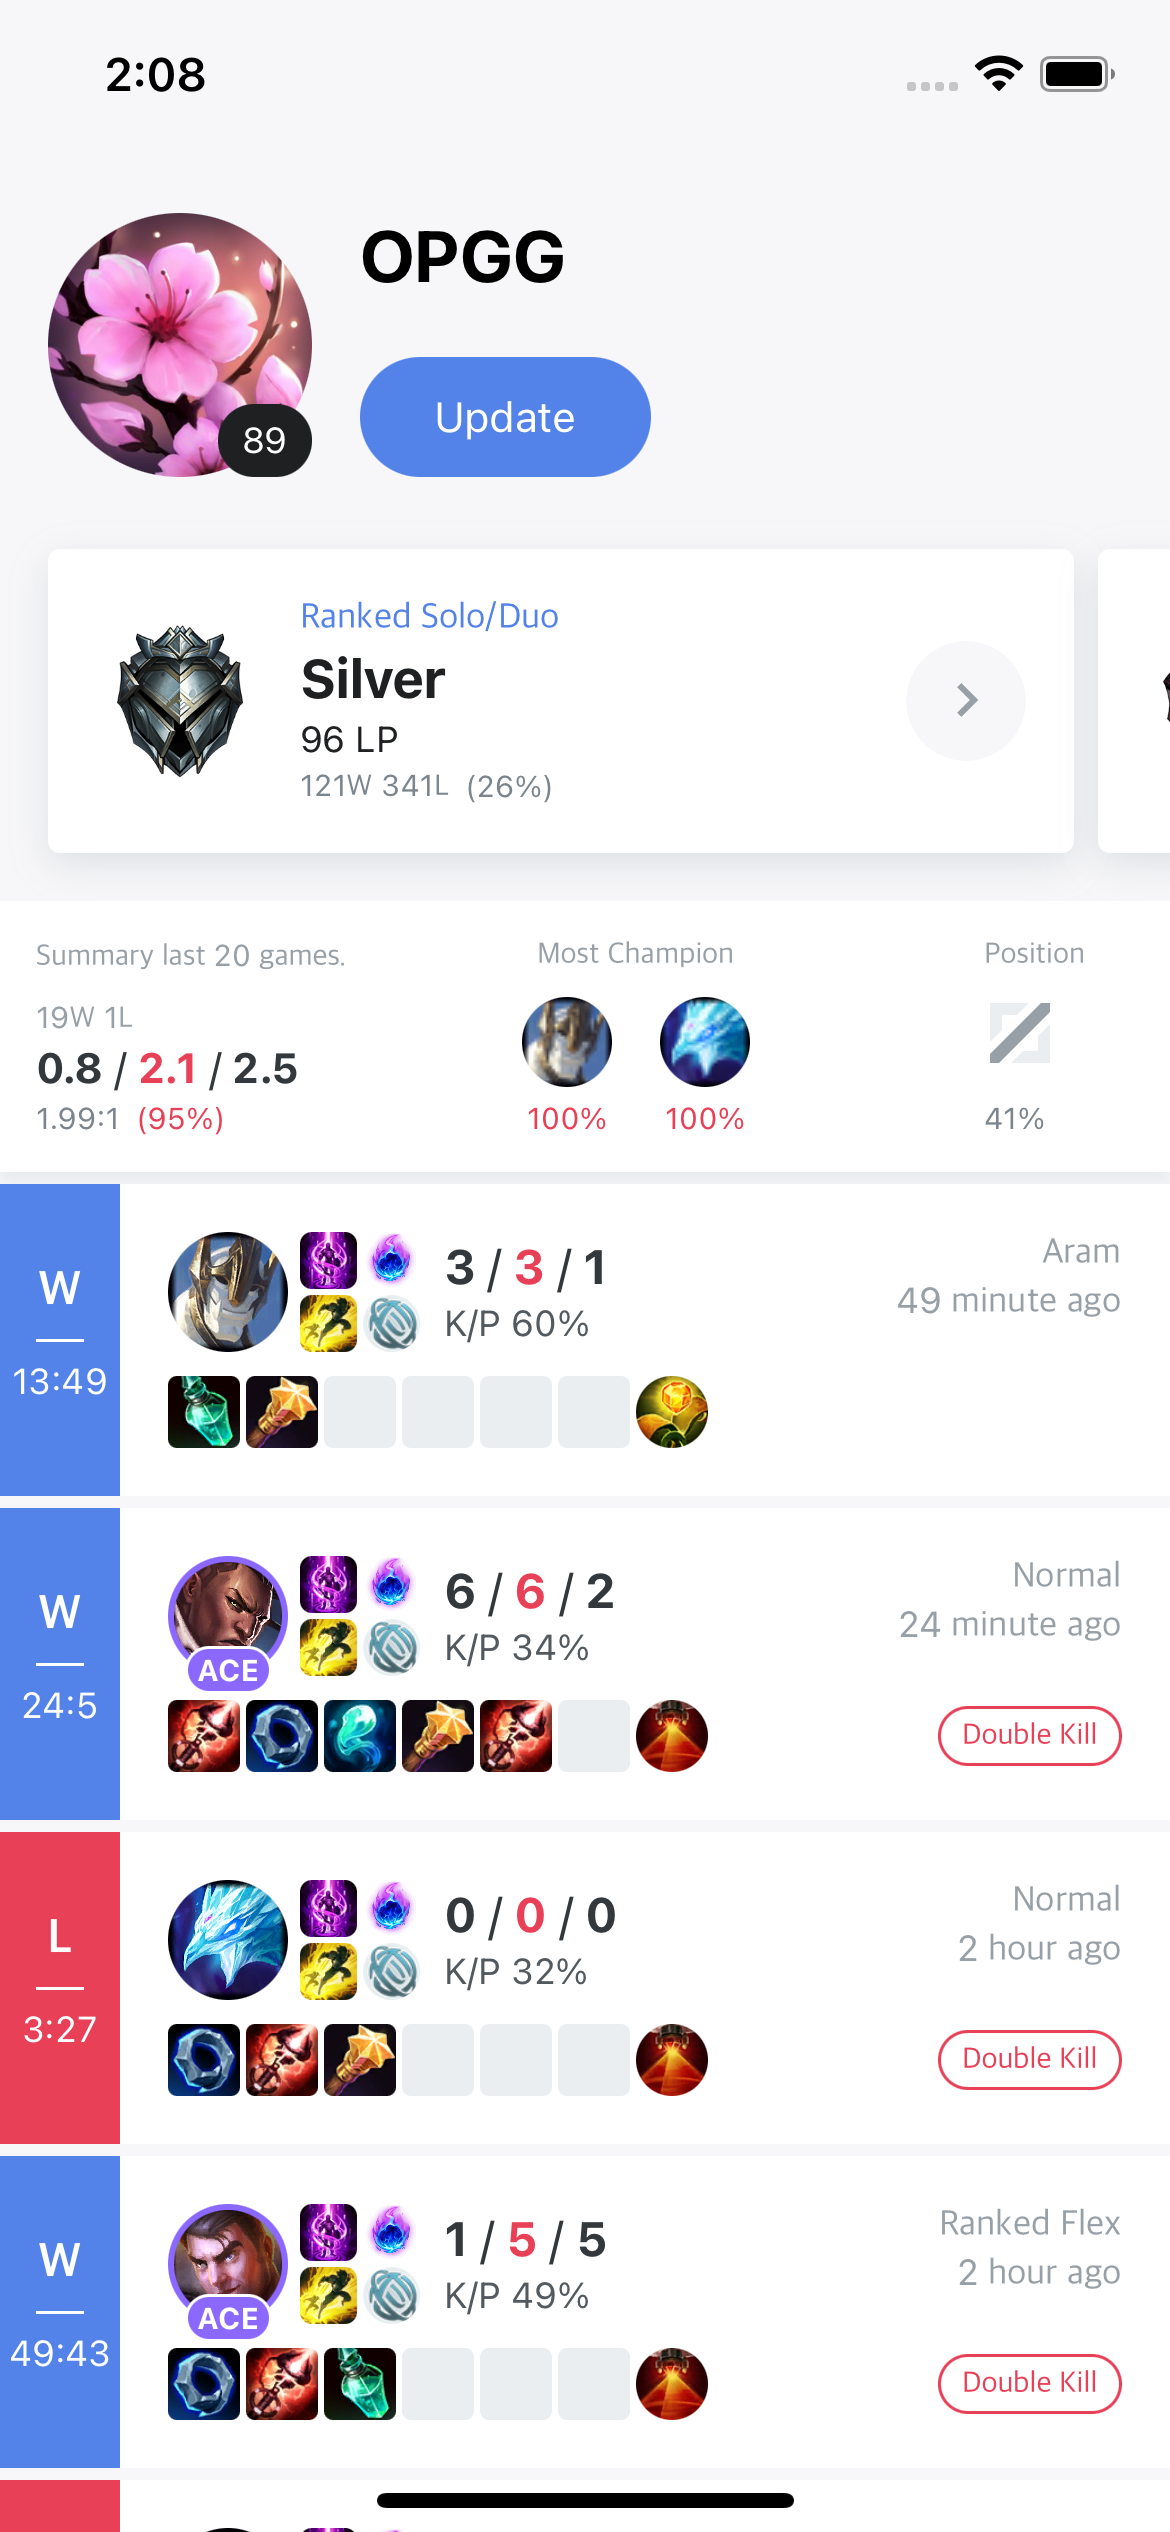 2:08
OPGG
Update
89
Ranked Solo/Duo
Silver
96 LP
121W 341L (26%)
Summary last 20 games.
19W 1L
0.8 / 2.1 / 2.5
1.99:1 (95%)
Most Champion
100% 100%
Position
41%
W
13:49
3 / 3 / 1
K/P 60%
Aram
49 minute ago
W
24:5
ACE
6 / 6 / 2
K/P 34%
Normal
24 minute ago
Double Kill
L
3:27
0 / 0 / 0
K/P 32%
Normal
2 hour ago
Double Kill
W
49:43
ACE
1 / 5 / 5
K/P 49%
Ranked Flex
2 hour ago
Double Kill